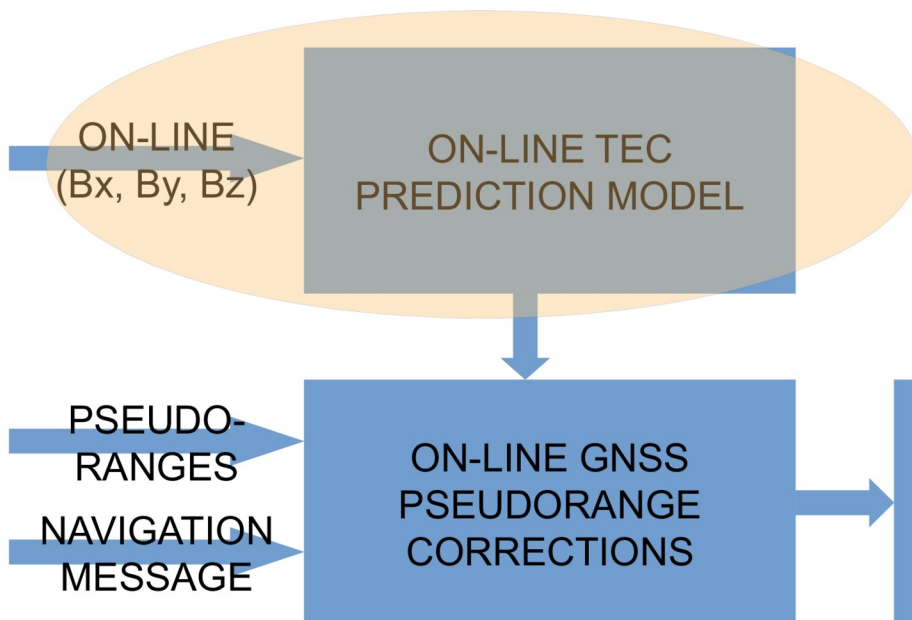 ON-LINE
(Bx, By, Bz)
ON-LINE TEC
PREDICTION MODEL
PSEUDO-
RANGES
NAVIGATION
MESSAGE
ON-LINE GNSS
PSEUDORANGE
CORRECTIONS